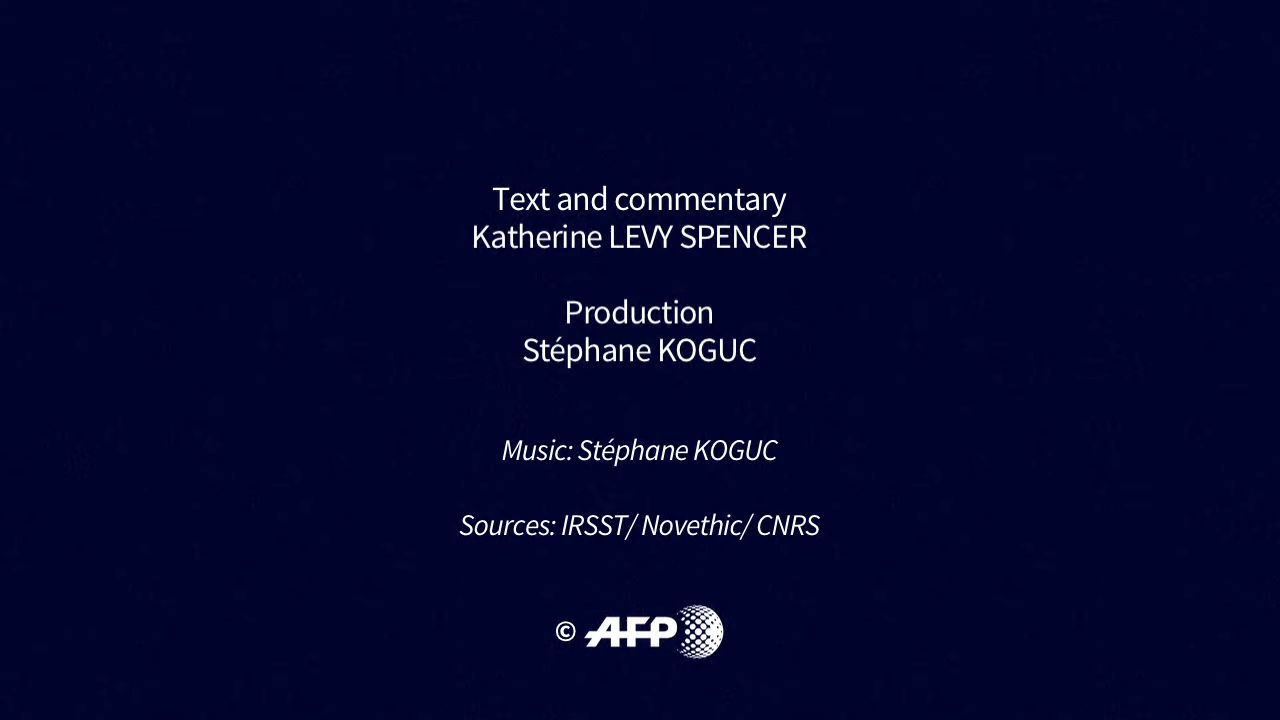 Text and commentary
Katherine LEVY SPENCER
Production
Stéphane KOGUC
Music: Stéphane KOGUC
Sources: IRSST/ Novethic/ CNRS
© AFP